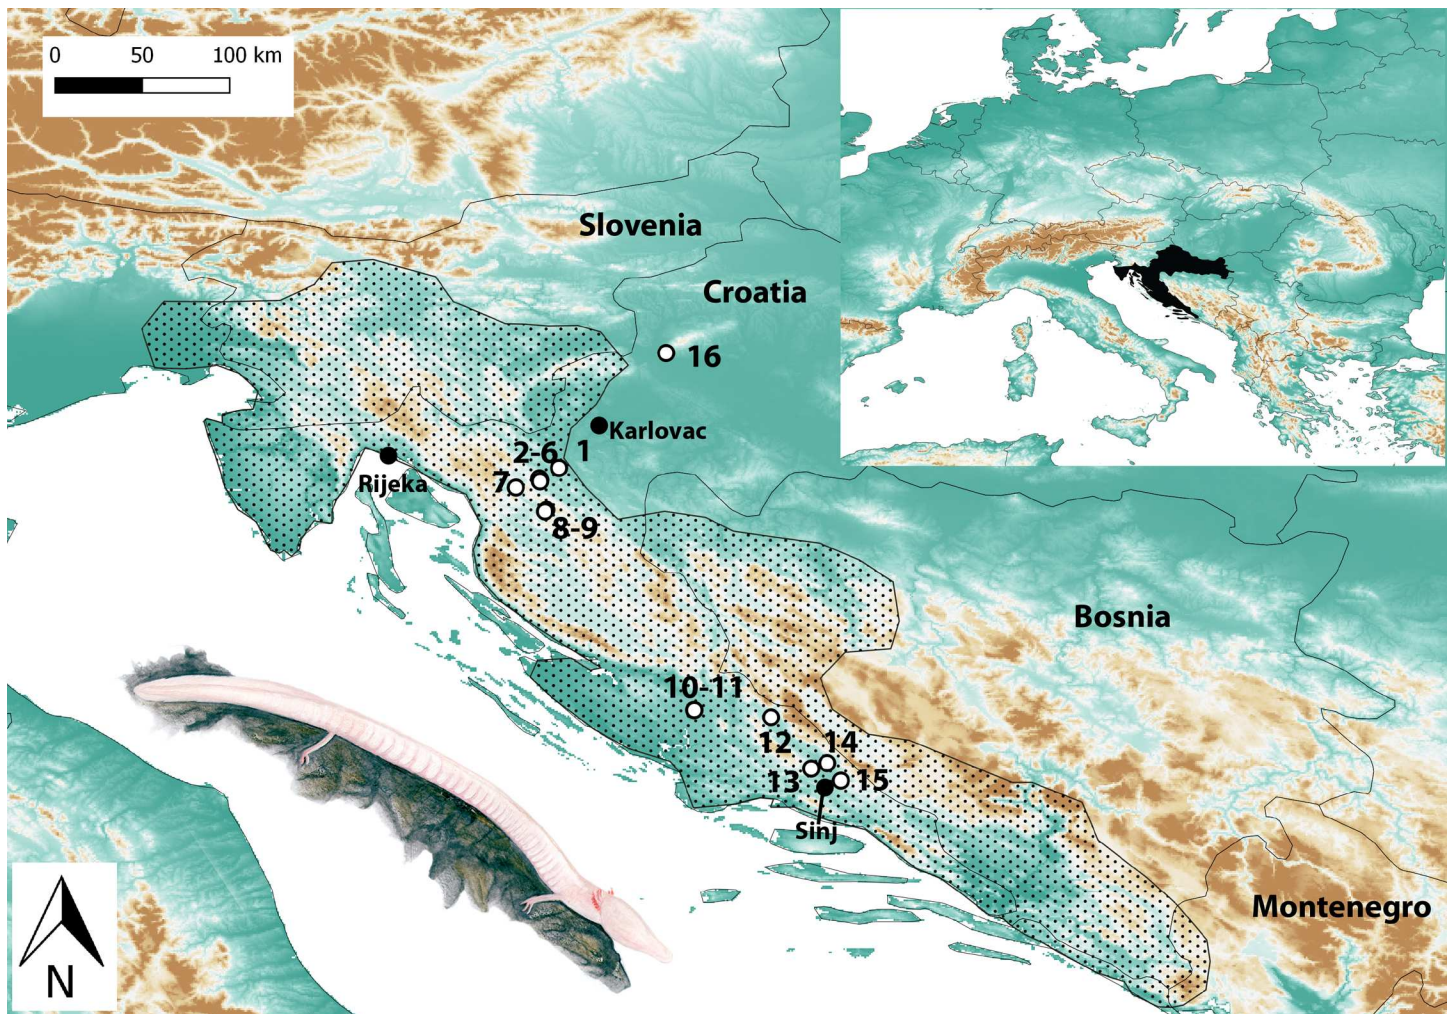 0 50 100 km
Slovenia
Croatia
16
Karlovac
1
2-6
7
Rijeka
8-9
Bosnia
10-11
12
14
13
15
Sinj
Montenegro
N